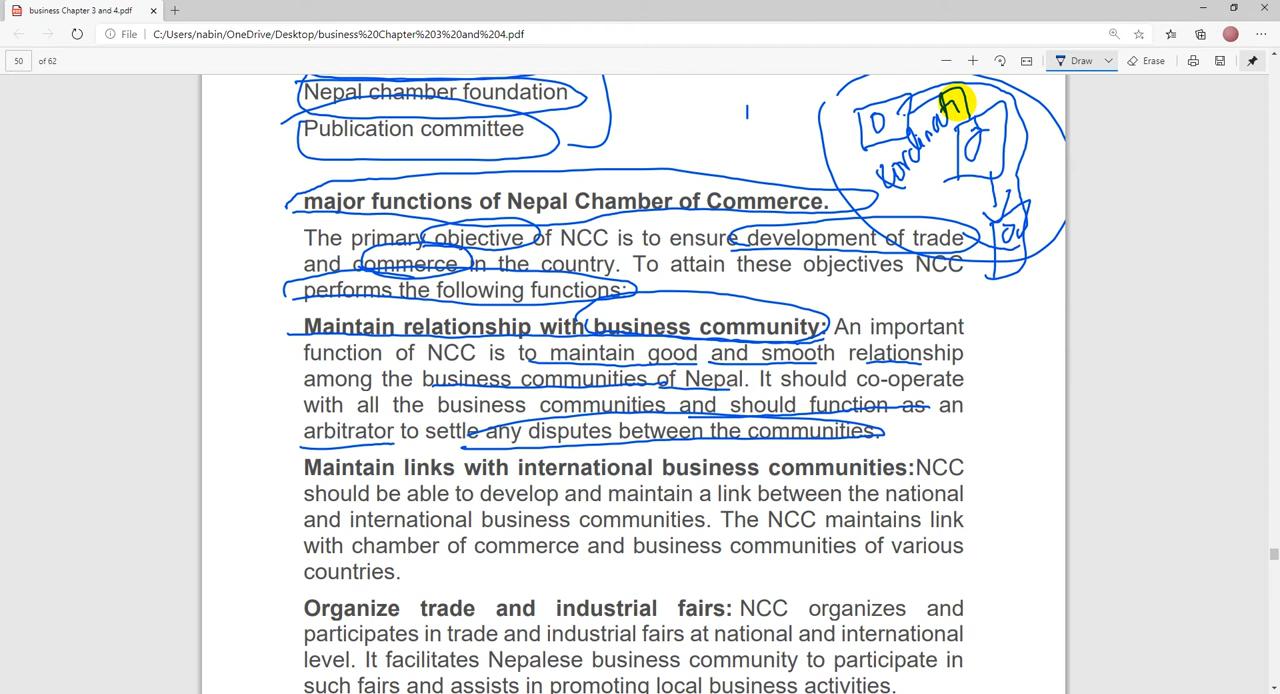 business Chapter 3 and 4.pdf
File
C:/Users/nabin/OneDrive/Desktop/business%20Chapter%203%20and%204.pdf
50 of 62
Draw
Erase
Nepal chamber foundation
Publication committee
major functions of Nepal Chamber of Commerce.
The primary objective of NCC is to ensure development of trade
and commerce in the country. To attain these objectives NCC
performs the following functions:
Maintain relationship with business community: An important
function of NCC is to maintain good and smooth relationship
among the business communities of Nepal. It should co-operate
with all the business communities and should function as an
arbitrator to settle any disputes between the communities.
Maintain links with international business communities:NCC
should be able to develop and maintain a link between the national
and international business communities. The NCC maintains link
with chamber of commerce and business communities of various
countries.
Organize trade and industrial fairs: NCC organizes and
participates in trade and industrial fairs at national and international
level. It facilitates Nepalese business community to participate in
such fairs and assists in promoting local business activities.